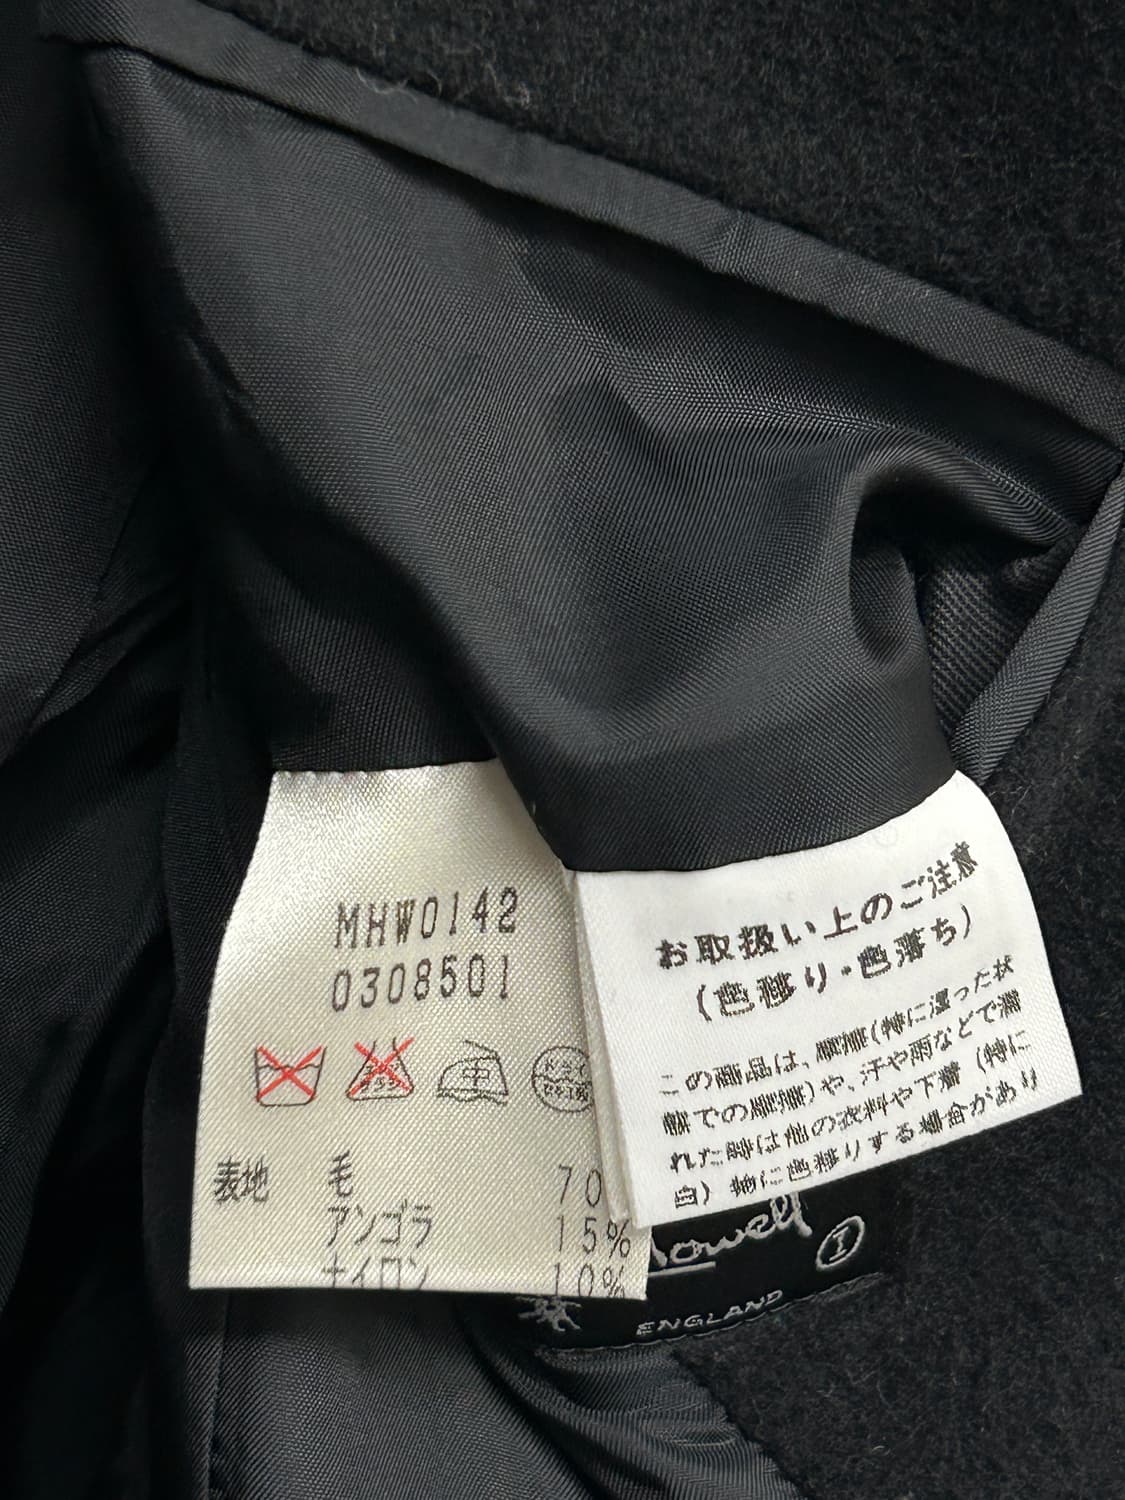 MHW0142
0308501
表地 毛 70
アンゴラ 15%
ナイロン 10%
お取扱い上のご注意
(色移り・色落ち)
この商品は、摩擦(特に湿った状
態での摩擦)や、汗や雨などで濡
れた時は他の衣料や下着(特に
白)等に色移りする場合があり
howell
I
ENGLAND